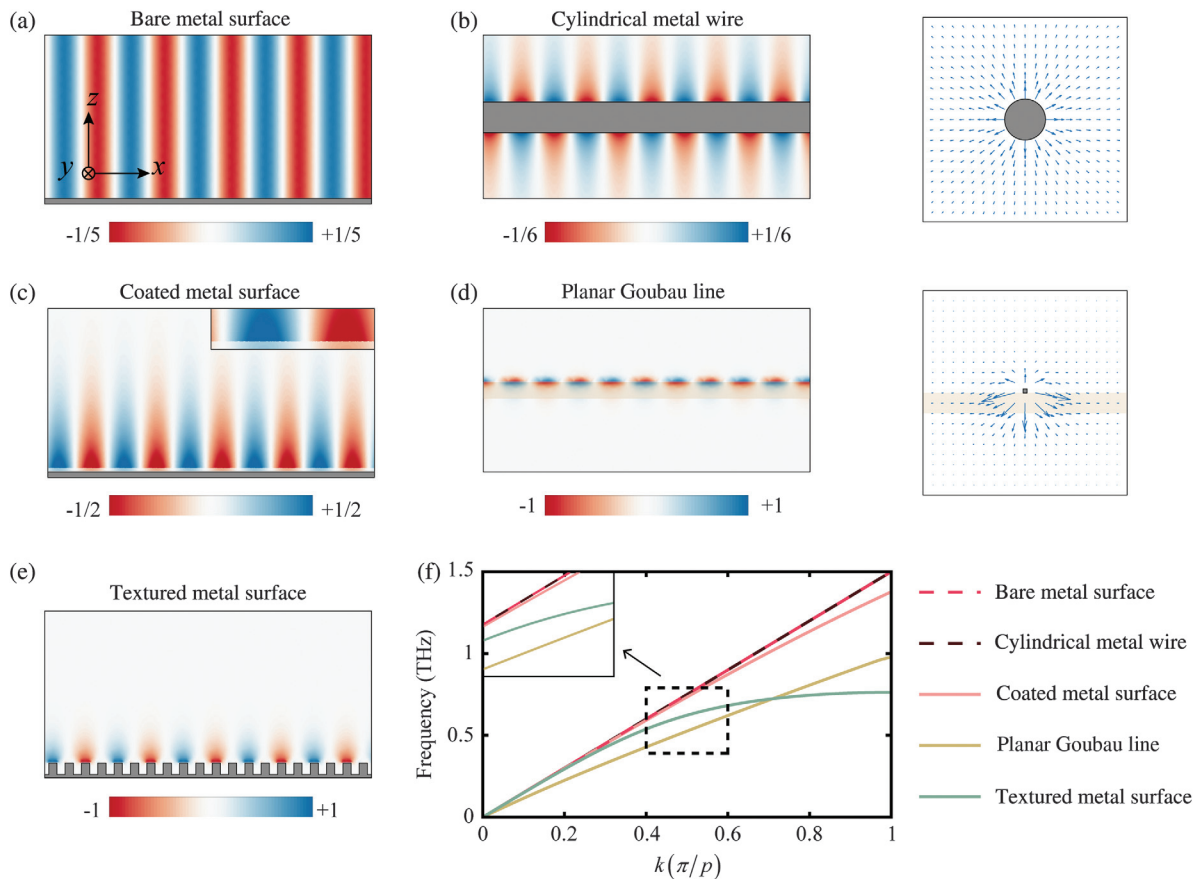 (a) Bare metal surface
z
y
x
-1/5 +1/5
(b) Cylindrical metal wire
-1/6 +1/6
(c) Coated metal surface
-1/2 +1/2
(d) Planar Goubau line
-1 +1
(e) Textured metal surface
-1 +1
(f)
1.5
1
0.5
0
Frequency (THz)
0 0.2 0.4 0.6 0.8 1
k(π/p)
Bare metal surface
Cylindrical metal wire
Coated metal surface
Planar Goubau line
Textured metal surface